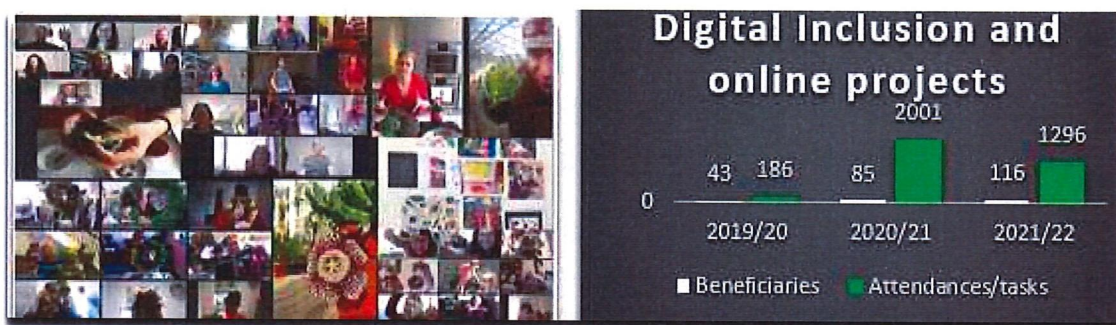 Digital Inclusion and
online projects
2001
1296
43 186 85 116
0
2019/20 2020/21 2021/22
Beneficiaries Attendances/tasks